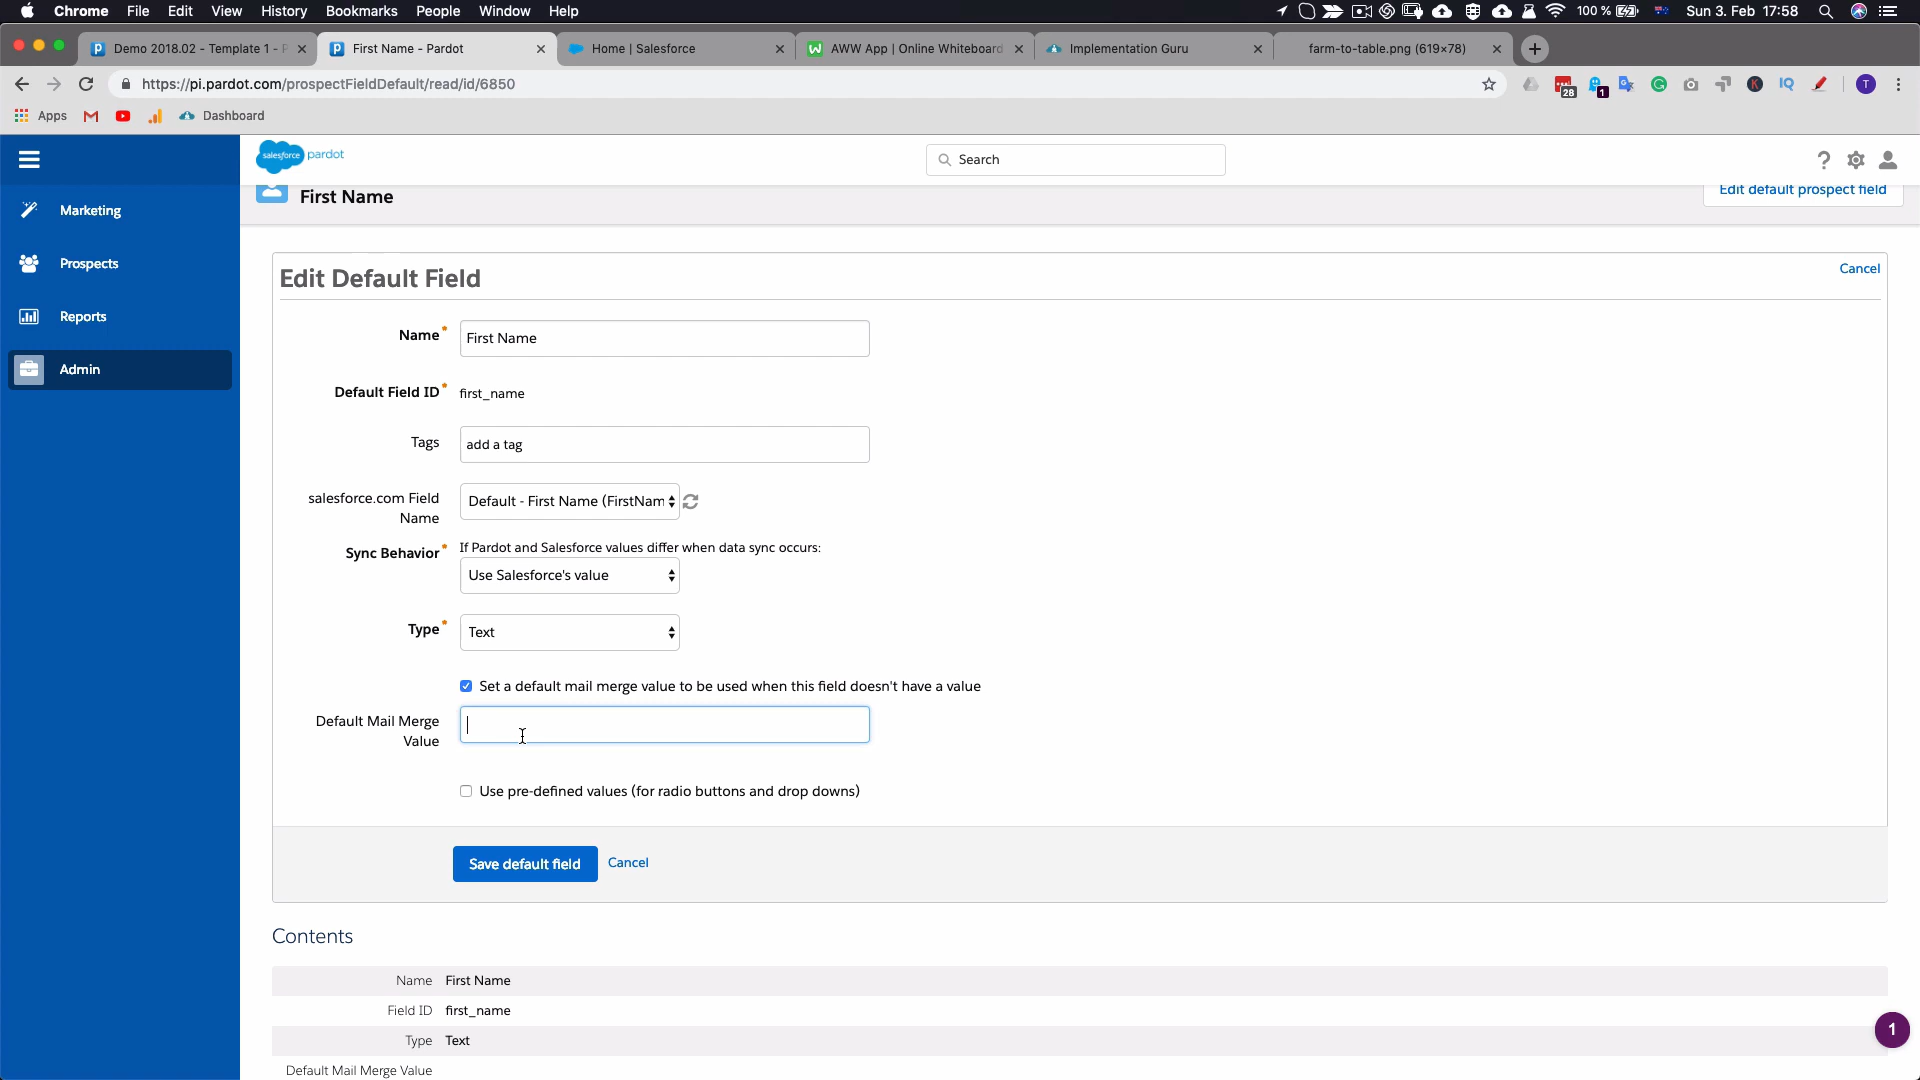 Chrome File Edit View History Bookmarks People Window Help 100 % Sun 3. Feb 17:58
Demo 2018.02 - Template 1 - P First Name - Pardot Home | Salesforce AWW App | Online Whiteboard Implementation Guru farm-to-table.png (619×78)
https://pi.pardot.com/prospectFieldDefault/read/id/6850 28 1 IQ T
Apps Dashboard
salesforce pardot Search
First Name Edit default prospect field
Marketing
Prospects
Reports
Admin
Edit Default Field Cancel
Name* First Name
Default Field ID* first_name
Tags add a tag
salesforce.com Field Name Default - First Name (FirstNam
Sync Behavior* If Pardot and Salesforce values differ when data sync occurs:
Use Salesforce's value
Type* Text
Set a default mail merge value to be used when this field doesn't have a value
Default Mail Merge
Value
Use pre-defined values (for radio buttons and drop downs)
Save default field Cancel
Contents
Name First Name
Field ID first_name
Type Text
Default Mail Merge Value
1